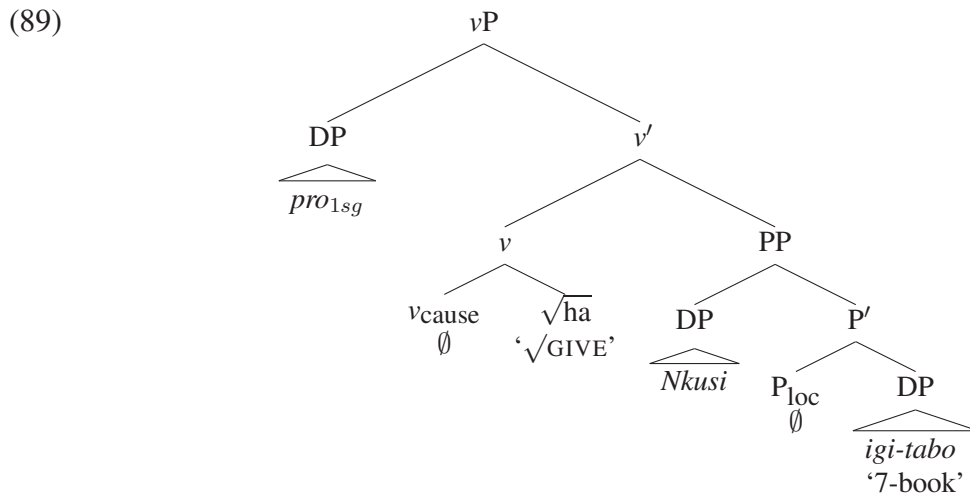 (89)
vP
DP
v′
pro1sg
v
PP
vcause
√ha
DP
P′
∅
‘√GIVE’
Nkusi
Ploc
DP
∅
igi-tabo
‘7-book’